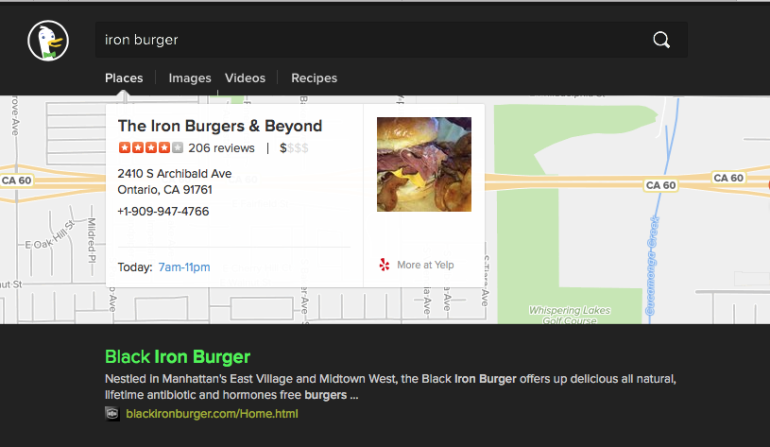 iron burger
Places Images Videos Recipes
The Iron Burgers & Beyond
206 reviews | $$$$
2410 S Archibald Ave
Ontario, CA 91761
+1-909-947-4766
Today: 7am-11pm
More at Yelp
CA 60
CA 60
CA 60
E Oak Hill St
Mildred Pl
Cucamonga Creek
Whispering Lakes
Golf Course
Black Iron Burger
Nestled in Manhattan's East Village and Midtown West, the Black Iron Burger offers up delicious all natural,
lifetime antibiotic and hormones free burgers ...
blackironburger.com/Home.html